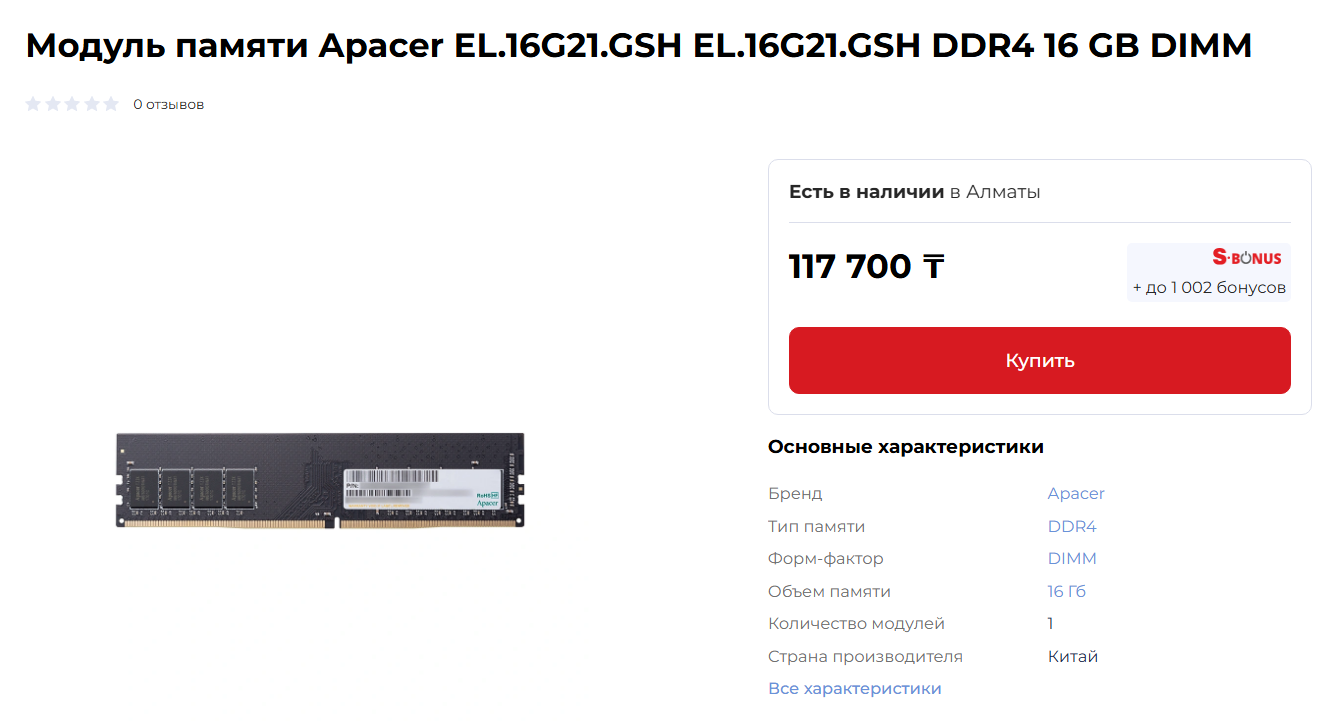 Модуль памяти Apacer EL.16G21.GSH EL.16G21.GSH DDR4 16 GB DIMM
0 отзывов
Есть в наличии в Алматы
117 700 ₸
S·BONUS
+ до 1 002 бонусов
Купить
P/N:
RoHS
Apacer
Основные характеристики
Бренд Apacer
Тип памяти DDR4
Форм-фактор DIMM
Объем памяти 16 Гб
Количество модулей 1
Страна производителя Китай
Все характеристики